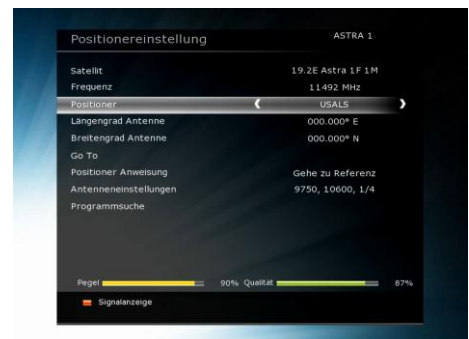 Positionereinstellung ASTRA 1
Satellit 19.2E Astra 1F 1M
Frequenz 11492 MHz
Positioner USALS
Längengrad Antenne 000.000° E
Breitengrad Antenne 000.000° N
Go To
Positioner Anweisung Gehe zu Referenz
Antenneneinstellungen 9750, 10600, 1/4
Programmsuche
Pegel 90% Qualität 87%
Signalanzeige